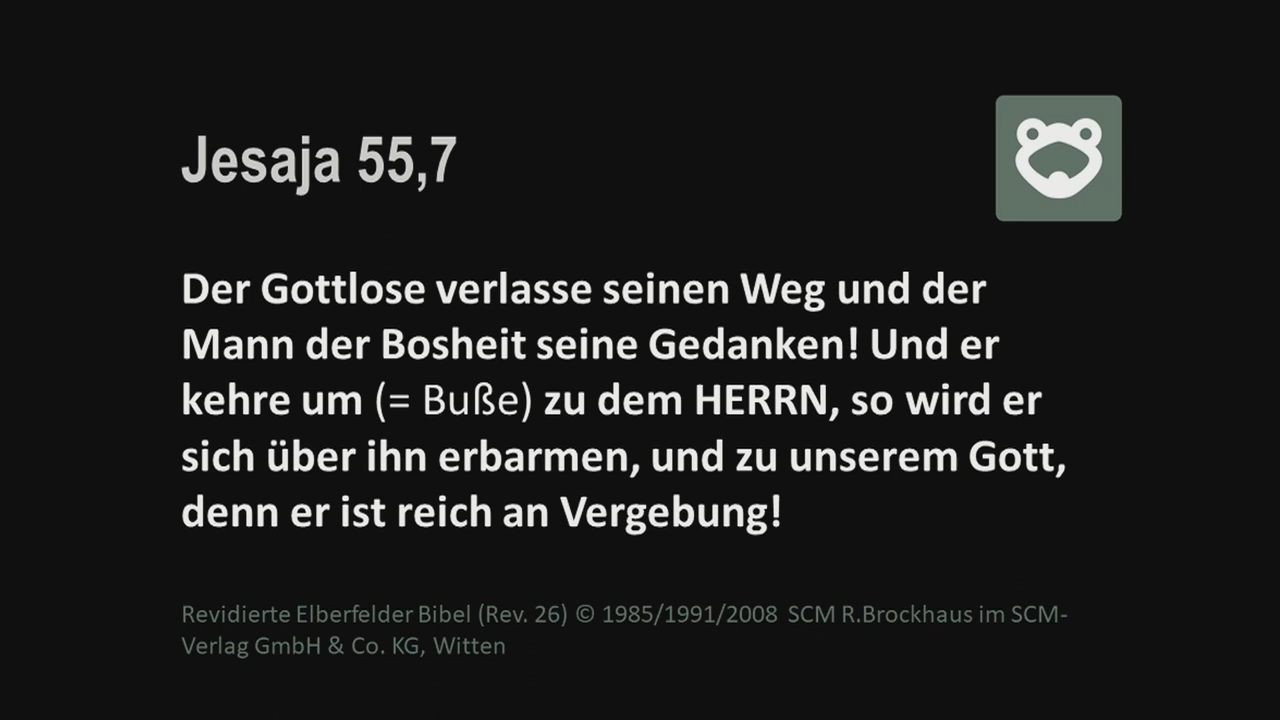 Jesaja 55,7
Der Gottlose verlasse seinen Weg und der
Mann der Bosheit seine Gedanken! Und er
kehre um (= Buße) zu dem HERRN, so wird er
sich über ihn erbarmen, und zu unserem Gott,
denn er ist reich an Vergebung!
Revidierte Elberfelder Bibel (Rev. 26) © 1985/1991/2008 SCM R.Brockhaus im SCM-
Verlag GmbH & Co. KG, Witten